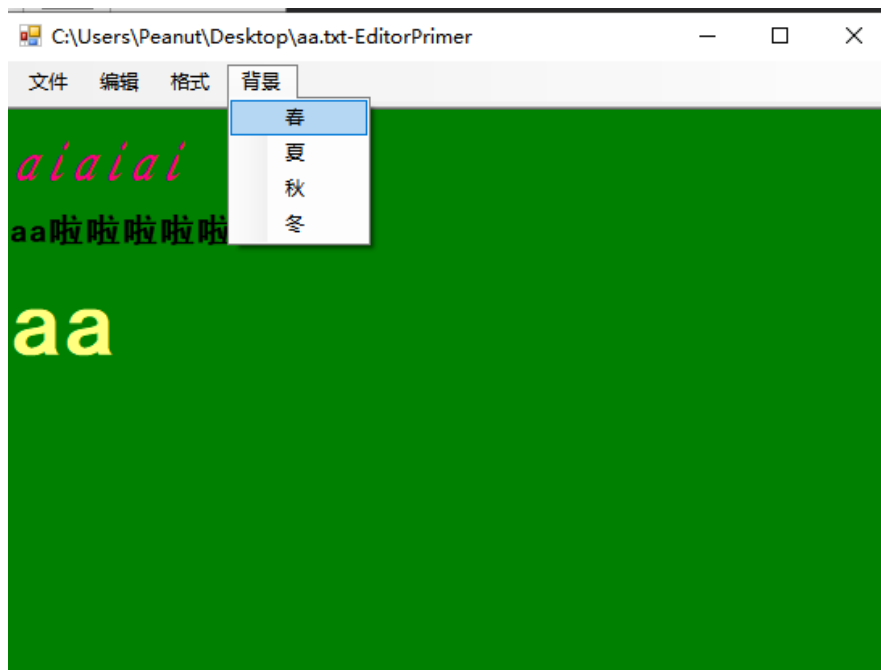 C:\Users\Peanut\Desktop\aa.txt-EditorPrimer
文件 编辑 格式 背景
春
夏
秋
冬
aiaiai
aa啦啦啦啦啦
aa